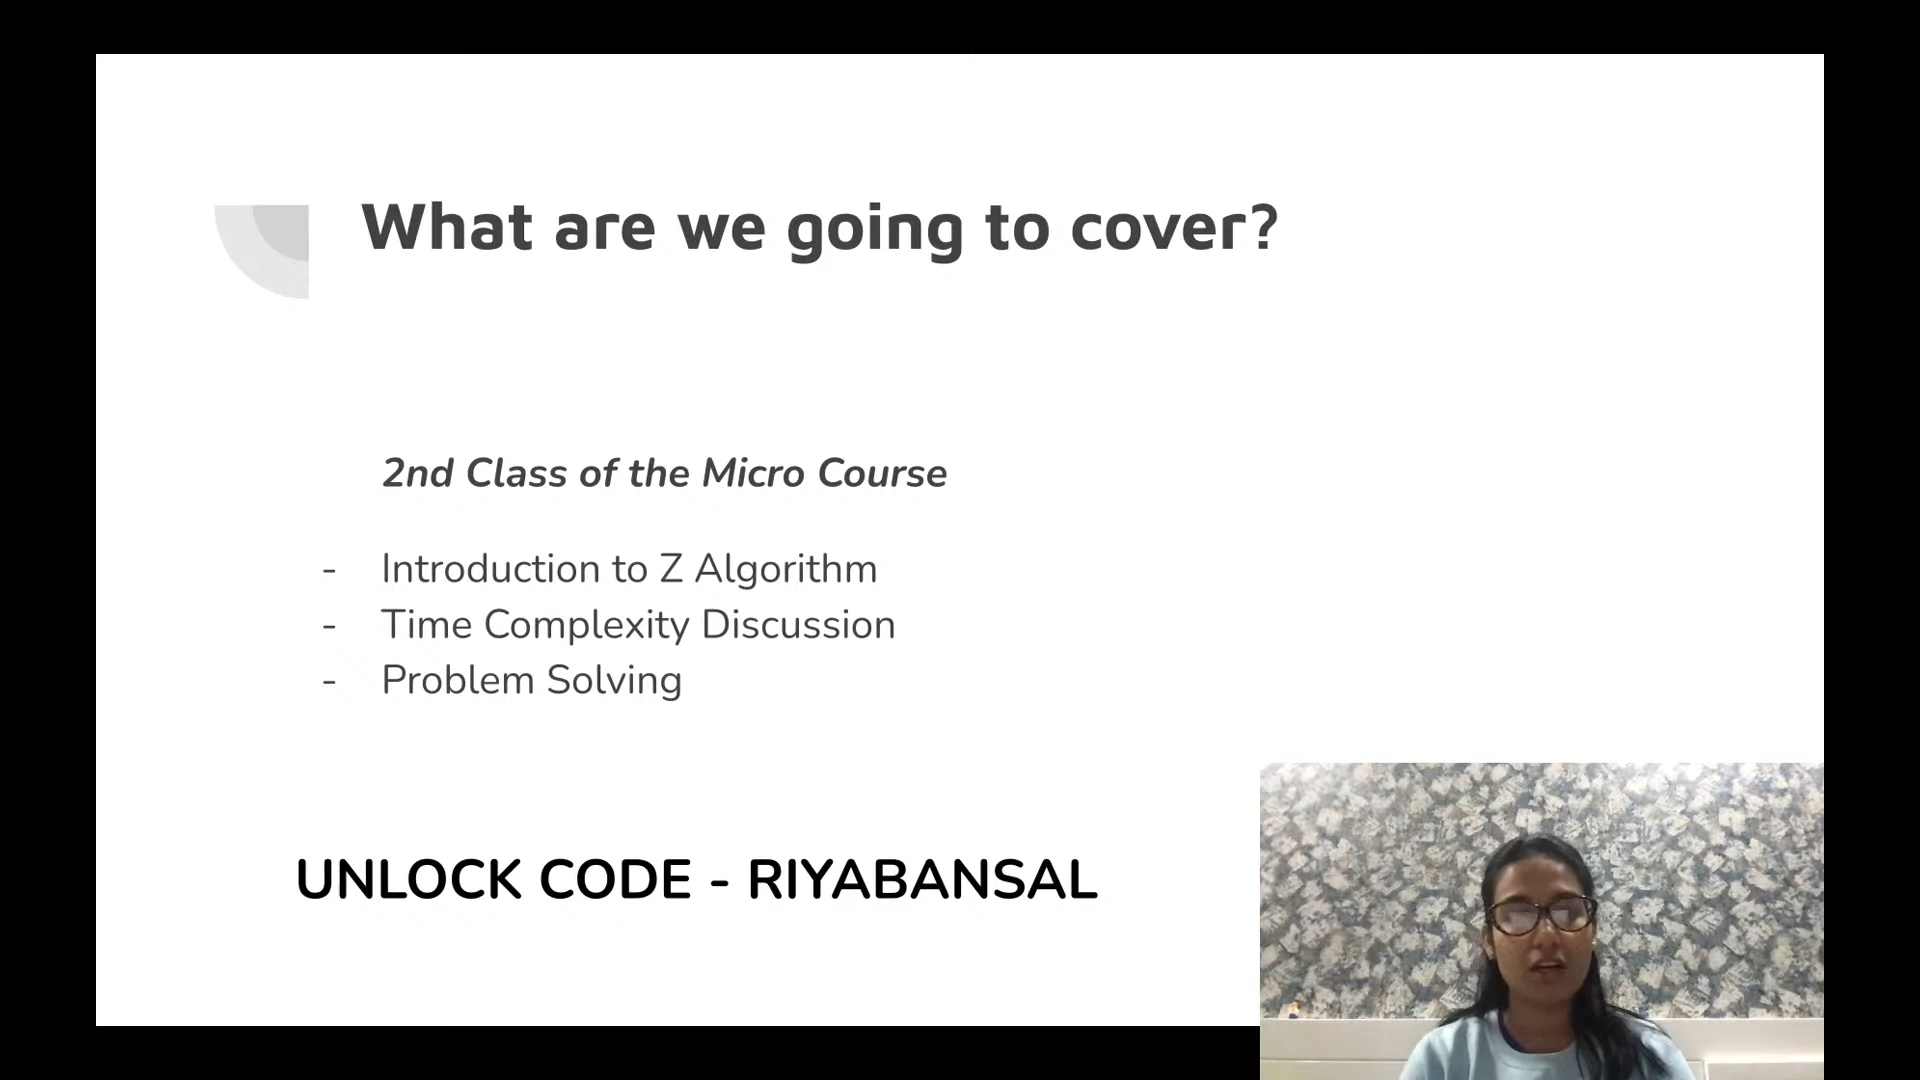 What are we going to cover?
2nd Class of the Micro Course
- Introduction to Z Algorithm
- Time Complexity Discussion
- Problem Solving
UNLOCK CODE - RIYABANSAL